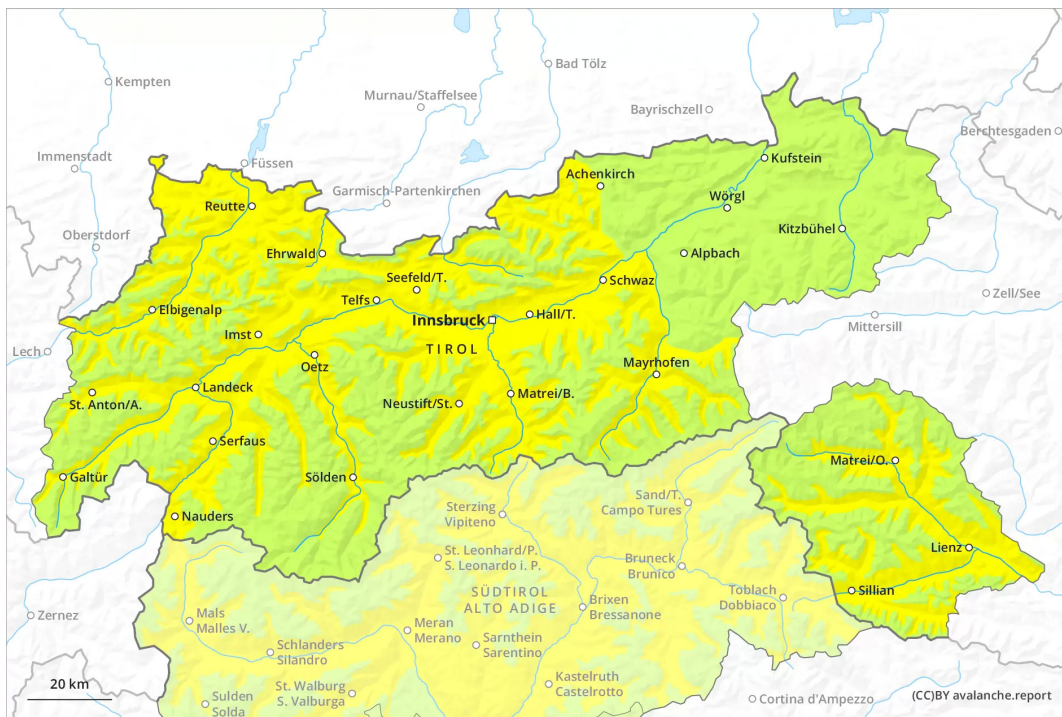 Kempten
Bad Tölz
Murnau/Staffelsee
Bayrischzell
Berchtesgaden
Immenstadt
Füssen
Kufstein
Garmisch-Partenkirchen
Achenkirch
Reutte
Wörgl
Oberstdorf
Kitzbühel
Ehrwald
Alpbach
Seefeld/T.
Schwaz
Zell/See
Telfs
Elbigenalp
Innsbruck
Hall/T.
Mittersill
Imst
Lech
TIROL
Oetz
Mayrhofen
Landeck
St. Anton/A.
Neustift/St.
Matrei/B.
Serfaus
Matrei/O.
Galtür
Sölden
Sand/T.
Campo Tures
Sterzing
Vipiteno
Nauders
Lienz
St. Leonhard/P.
S. Leonardo i. P.
Bruneck
Brunico
Sillian
SÜDTIROL
ALTO ADIGE
Toblach
Dobbiaco
Zernez
Mals
Malles V.
Brixen
Bressanone
Meran
Merano
Schlanders
Silandro
Sarnthein
Sarentino
20 km
St. Walburg
S. Valburga
Kastelruth
Castelrotto
Sulden
Solda
Cortina d'Ampezzo
(CC)BY avalanche.report